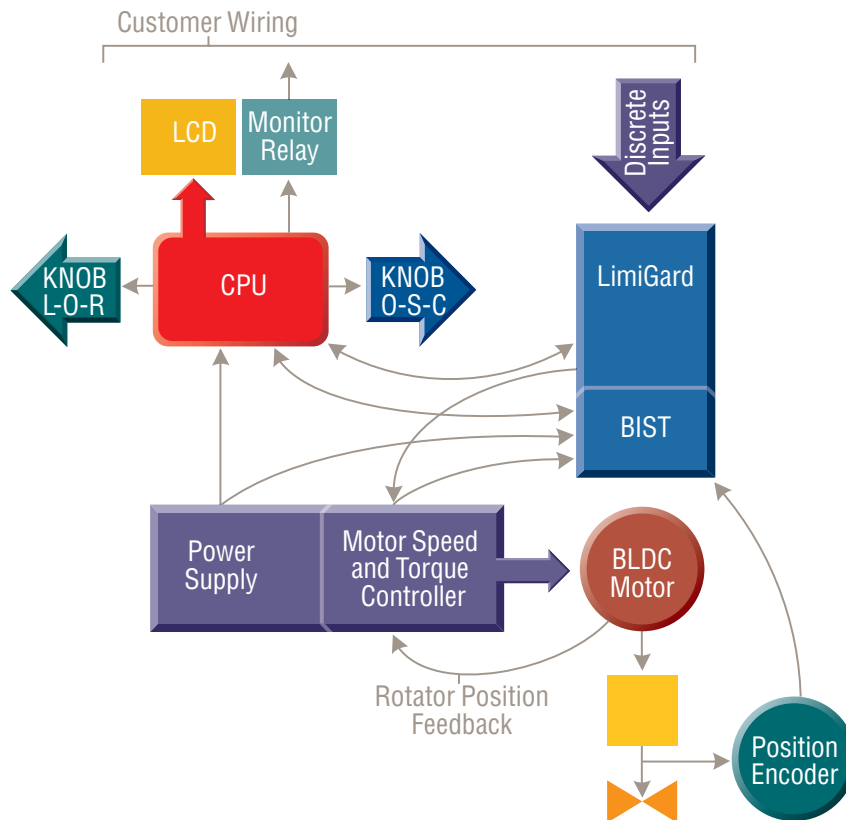 Customer Wiring
LCD
Monitor
Relay
Discrete
Inputs
KNOB
L-O-R
CPU
KNOB
O-S-C
LimiGard
BIST
Power
Supply
Motor Speed
and Torque
Controller
BLDC
Motor
Rotator Position
Feedback
Position
Encoder